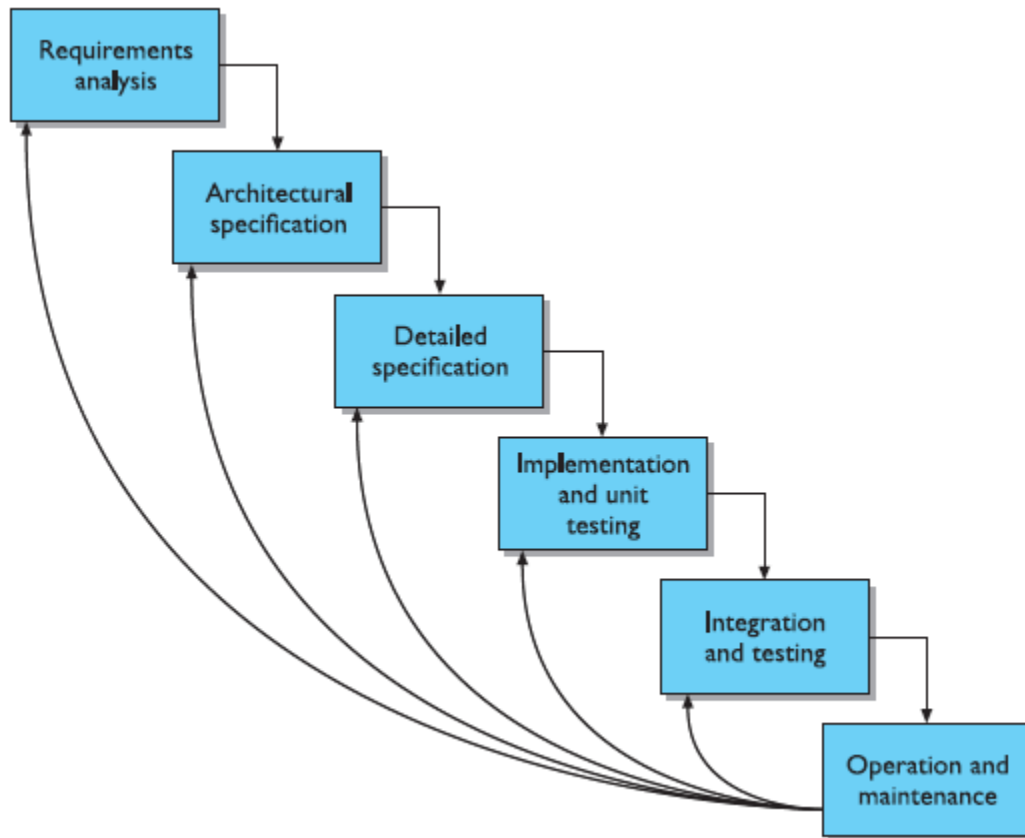 Requirements
analysis
Architectural
specification
Detailed
specification
Implementation
and unit
testing
Integration
and testing
Operation and
maintenance